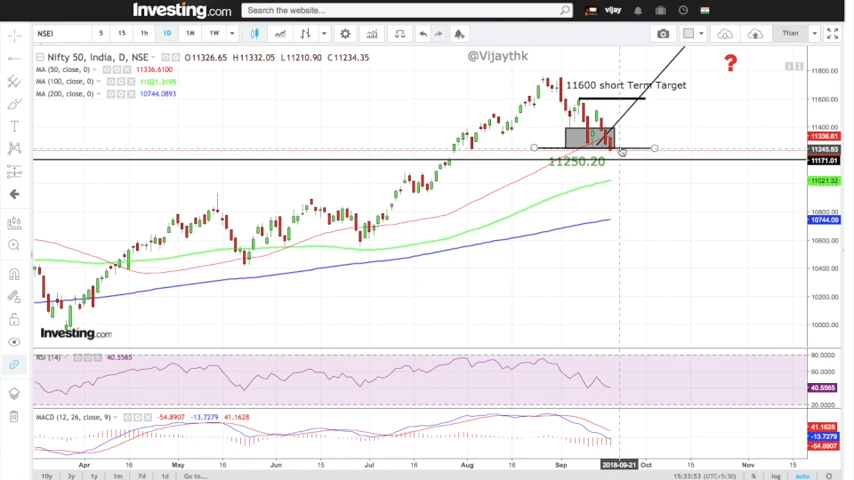 Investing.com
Search the website...
vijay
NSEI
5 15 1h 1D 1M 1W
Titan
Nifty 50, India, D, NSE O11326.65 H11332.05 L11210.90 C11234.35
@Vijaythk
?
MA (50, close, 0) 11336.6100
MA (100, close, 0) 11021.3195
MA (200, close, 0) 10744.0893
11600 short Term Target
11250.20
11800.00
11600.00
11336.61
11245.83
11171.01
11021.32
10800.00
10744.09
10600.00
10400.00
10200.00
10000.00
Investing.com
RSI (14) 40.5565
80.0000
40.5565
20.0000
MACD (12, 26, close, 9) -54.8907 -13.7279 41.1628
41.1628
-13.7279
-54.8907
Apr 16 May 16 Jun 15 Jul 16 Aug 16 Sep 2018-09-21 Oct 15 Nov 15
10y 3y 1y 1m 7d 1d Go to...
15:33:53 (UTC+5:30) % log auto